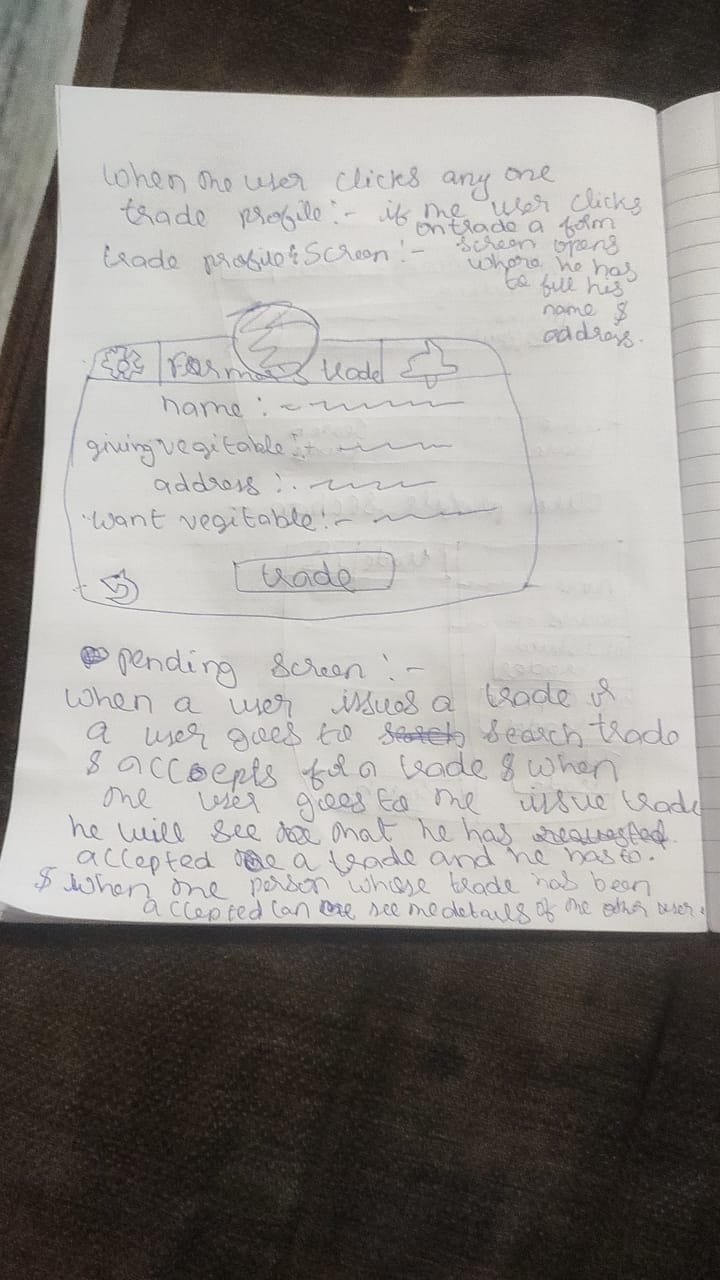 When the user clicks any one
trade profile:- if the user clicks
on trade a form
trade profile Screen:- screen opens
where he has
to fill his
name &
address.
Farmers trade
name :-
giving vegitable :-
address :-
want vegitable:-
trade
pending screen :-
when a user issues a trade &
a user goes to search trade
& accepts for a trade & when
the user goes to the issue trade
he will see that he has requested
accepted a trade and he has to.
& when the person whose trade has been
accepted can see the details of the other user.